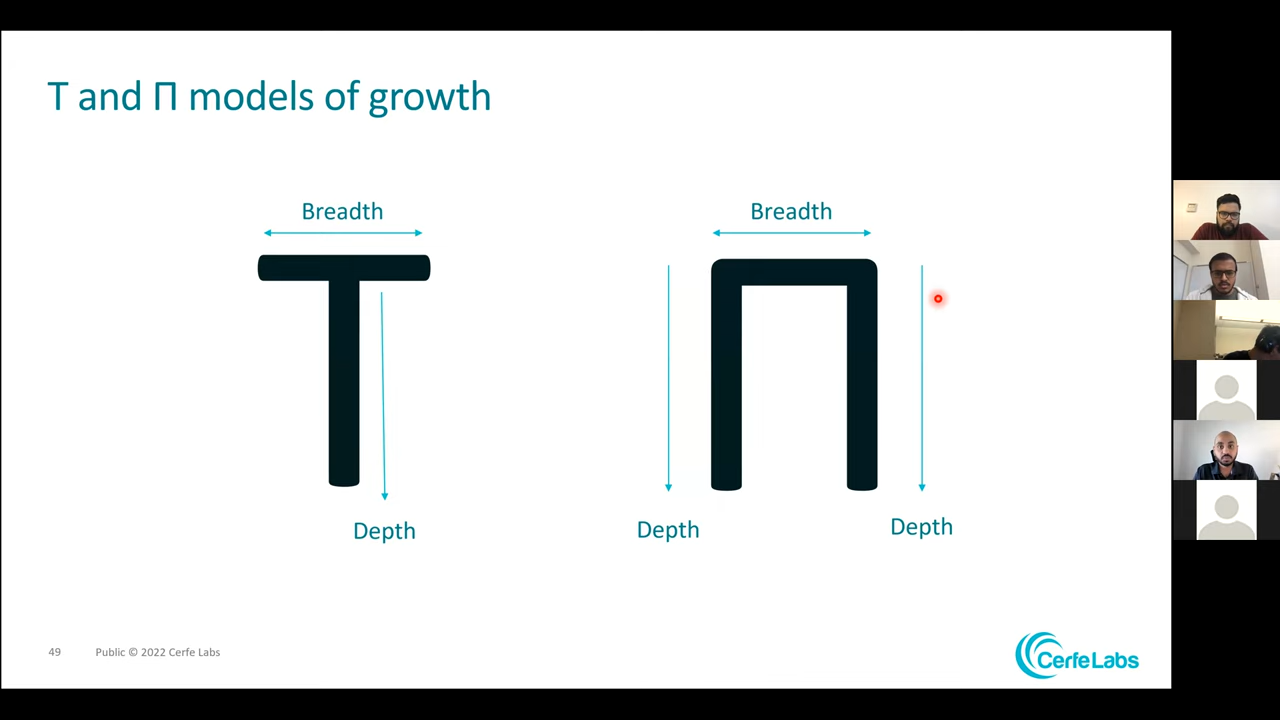 T and Π models of growth
Breadth
Breadth
Depth
Depth
Depth
49
Public © 2022 Cerfe Labs
CerfeLabs